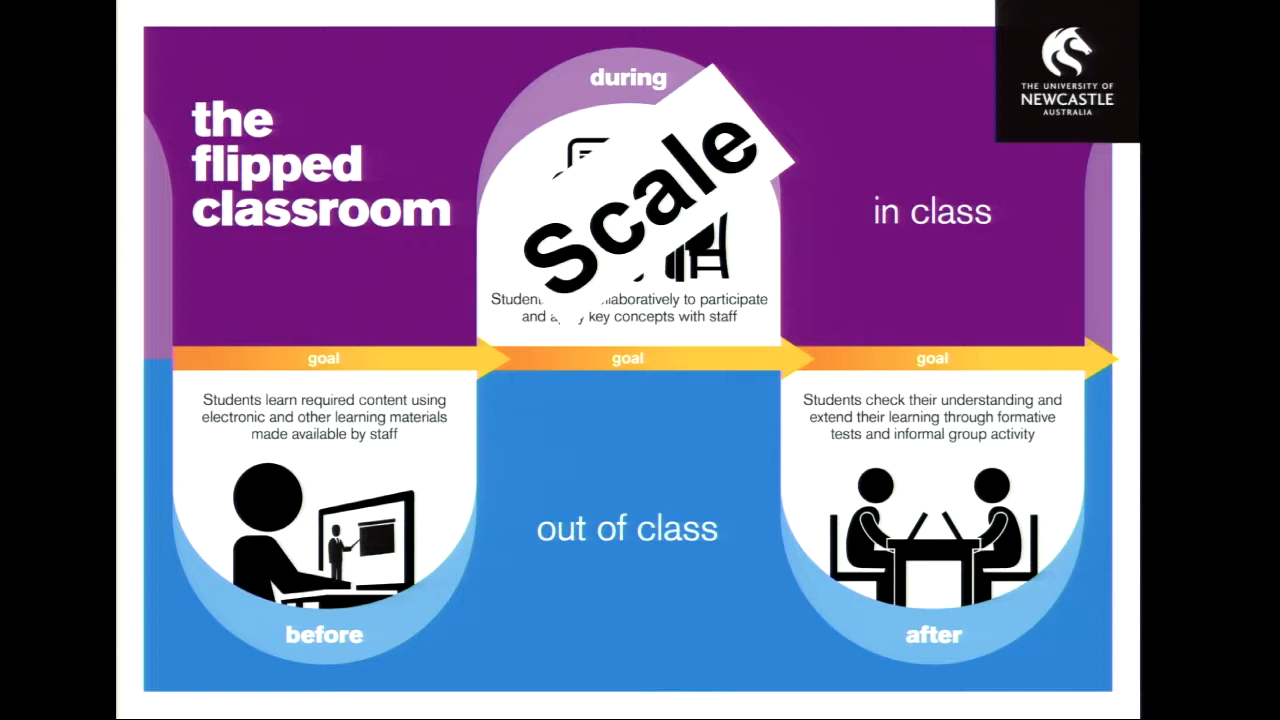 the
flipped
classroom
during
Scale
and key concepts with staff
to participate
in class
THE UNIVERSITY OF
NEWCASTLE
AUSTRALIA
goal
goal
goal
Students learn required content using
electronic and other learning materials
made available by staff
Students check their understanding and
extend their learning through formative
tests and informal group activity
out of class
before
after